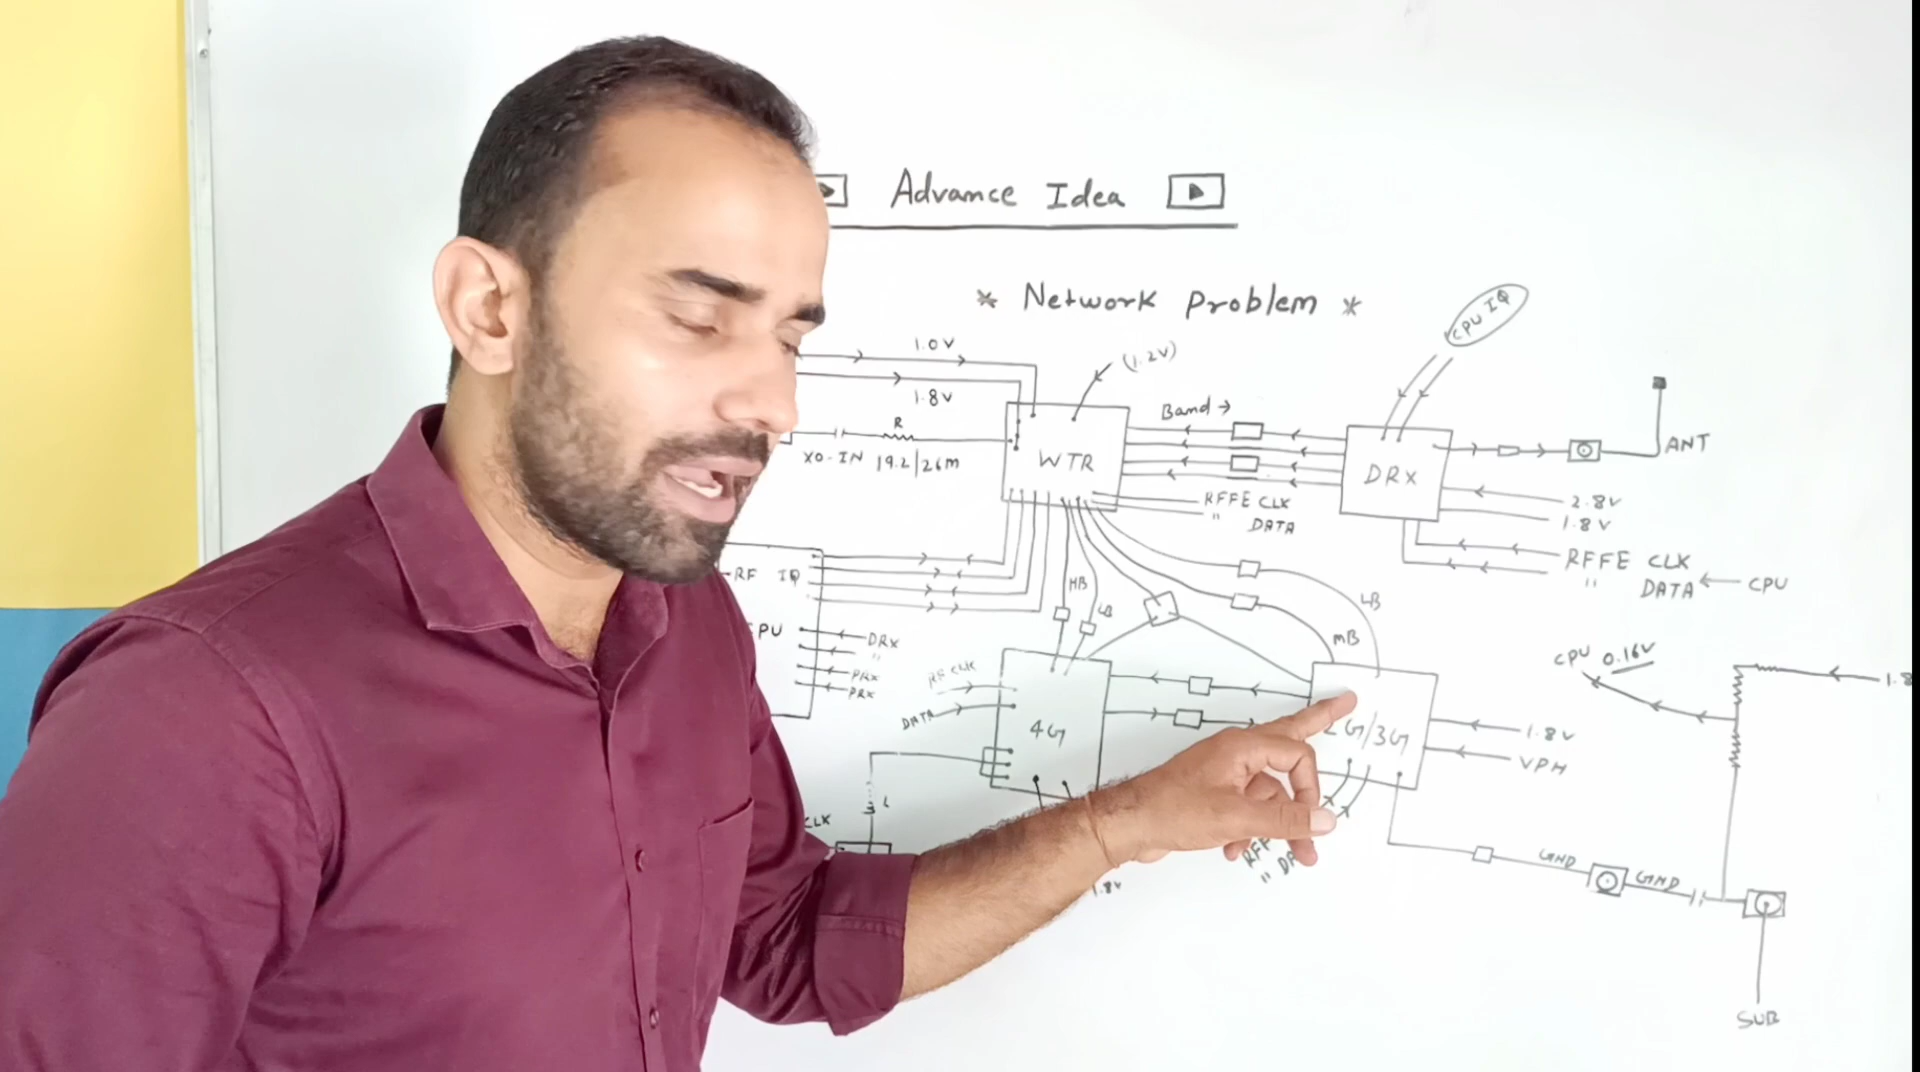 Advance Idea
* Network Problem *
CPU IQ
1.0V
(1.2V)
1.8V
Band →
R
XO-IN 19.2/26m
WTR
DRX
ANT
2.8V
1.8V
RFFE CLK
" DATA
RFFE CLK
" DATA ← CPU
RF IQ
HB
LB
LB
MB
PU
DRX
"
PRX
PRX
CPU 0.16V
DATA
4G
2G/3G
1.8V
VPH
L
CLK
1.8V
GND
GND
SUB